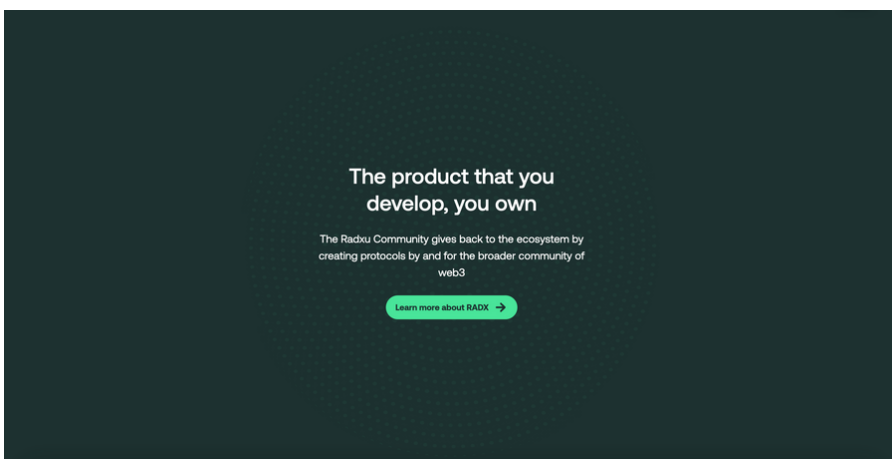 The product that you
develop, you own
The Radxu Community gives back to the ecosystem by
creating protocols by and for the broader community of
web3
Learn more about RADX